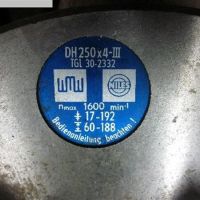 DH 250 x 4-III
TGL 30-2332
WMW
nmax 1600 min⁻¹
17-192
60-188
Bedienanleitung beachten!